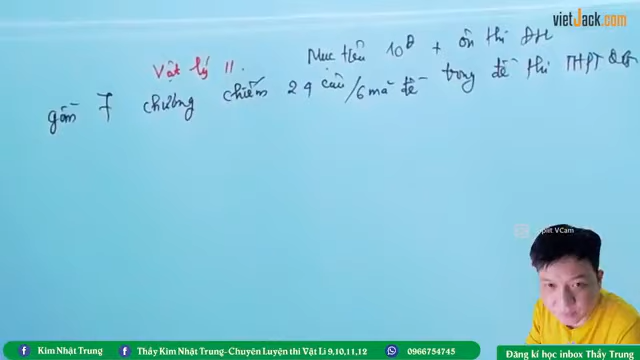 vietJack.com
Mục tiêu 10đ + ôn thi ĐH
Vật lý 11.
gồm 7 chương chiếm 24 câu/6 mã đề trong đề thi THPT QG
Split VCam
Kim Nhật Trung
Thầy Kim Nhật Trung- Chuyên Luyện thi Vật Lí 9,10,11,12
0966754745
Đăng kí học inbox Thầy Trung